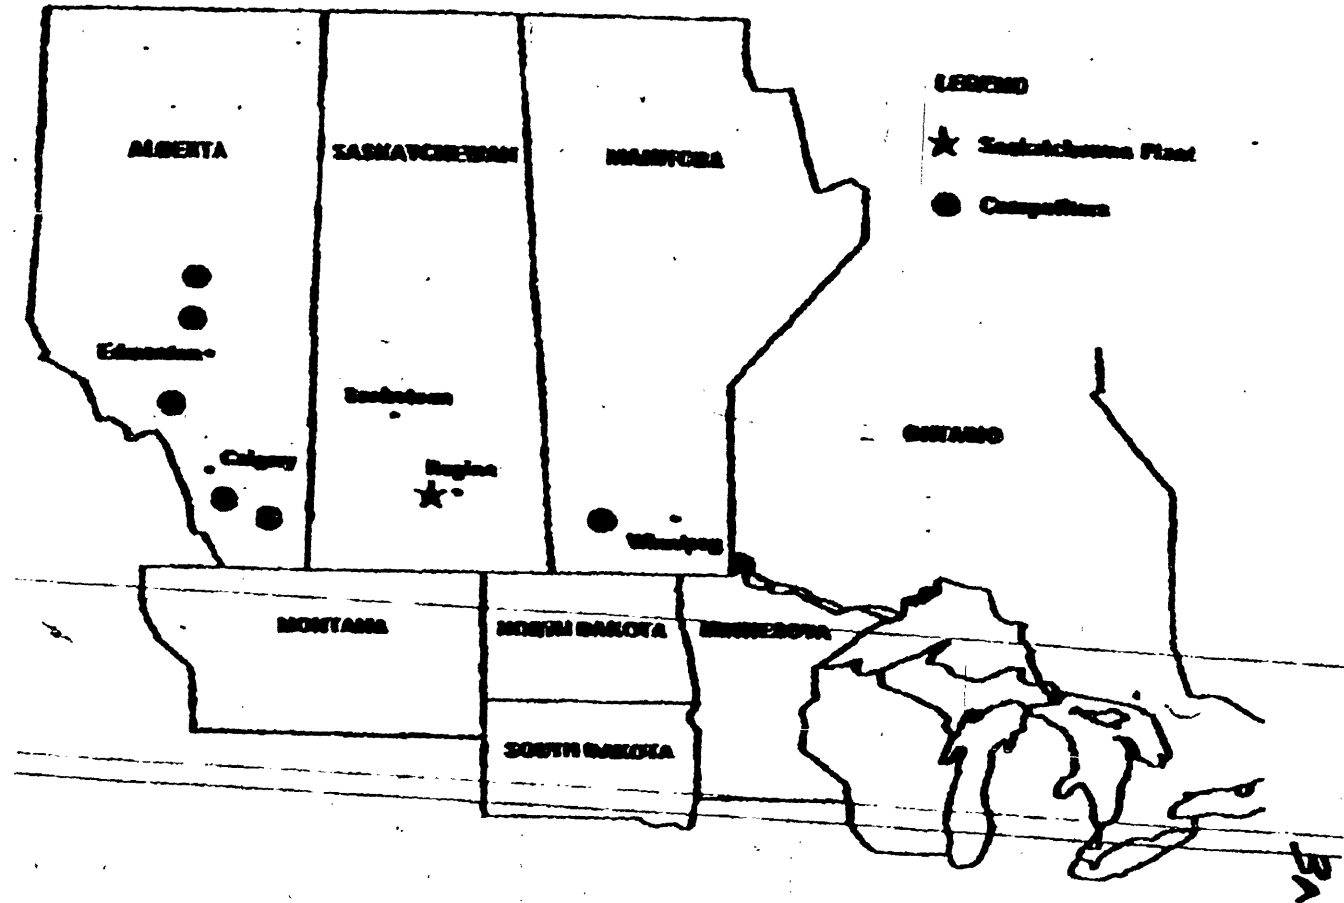 LEGEND
Saskatchewan Plant
Competitors
ALBERTA
SASKATCHEWAN
MANITOBA
Edmonton
Saskatoon
ONTARIO
Calgary
Regina
Winnipeg
MONTANA
NORTH DAKOTA
MINNESOTA
SOUTH DAKOTA